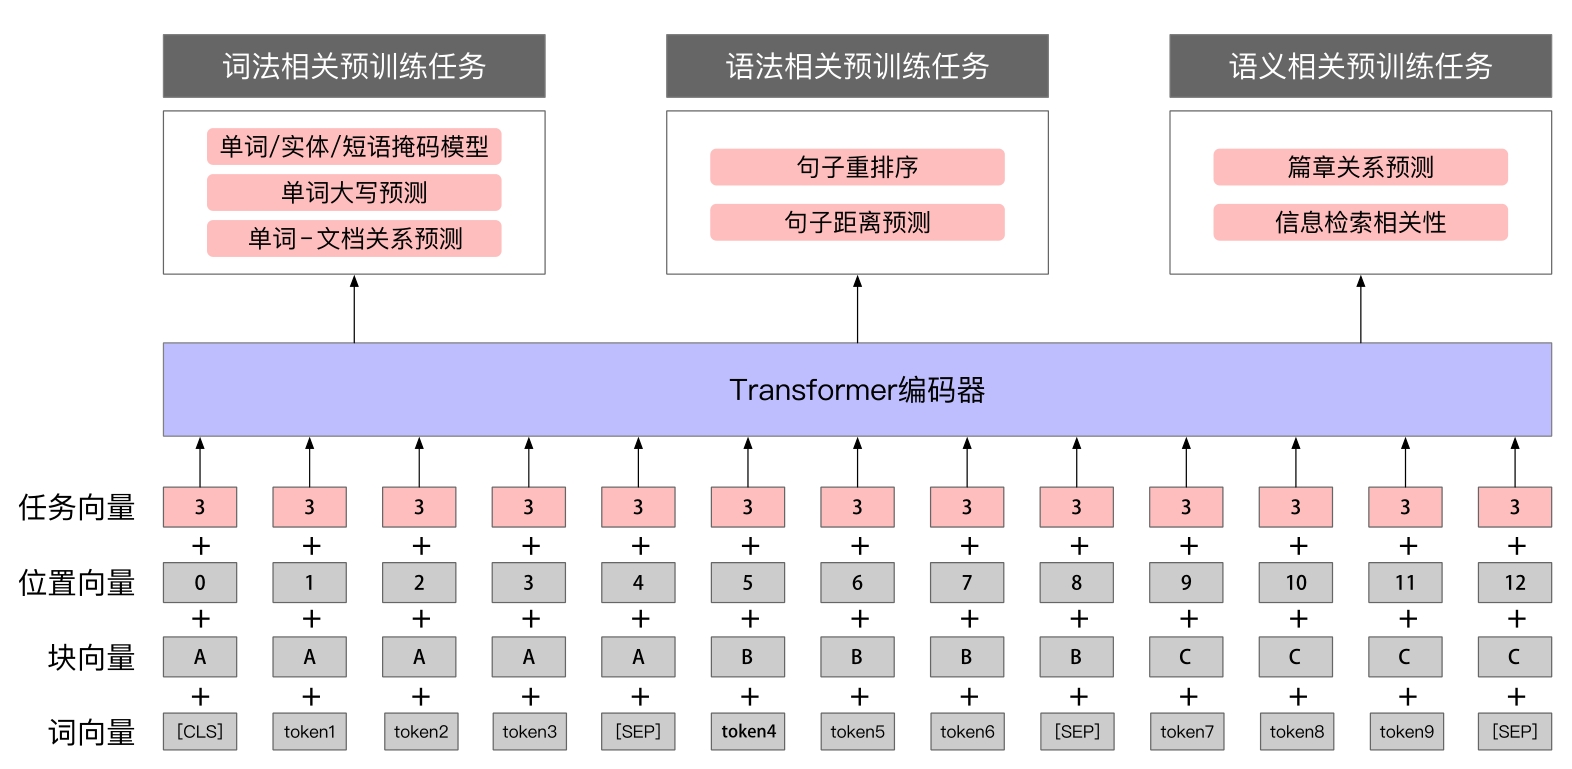 词法相关预训练任务
语法相关预训练任务
语义相关预训练任务
单词/实体/短语掩码模型
单词大写预测
单词-文档关系预测
句子重排序
句子距离预测
篇章关系预测
信息检索相关性
Transformer编码器
任务向量 3 3 3 3 3 3 3 3 3 3 3 3 3
+ + + + + + + + + + + + +
位置向量 0 1 2 3 4 5 6 7 8 9 10 11 12
+ + + + + + + + + + + + +
块向量 A A A A A B B B B C C C C
+ + + + + + + + + + + + +
词向量 [CLS] token1 token2 token3 [SEP] token4 token5 token6 [SEP] token7 token8 token9 [SEP]